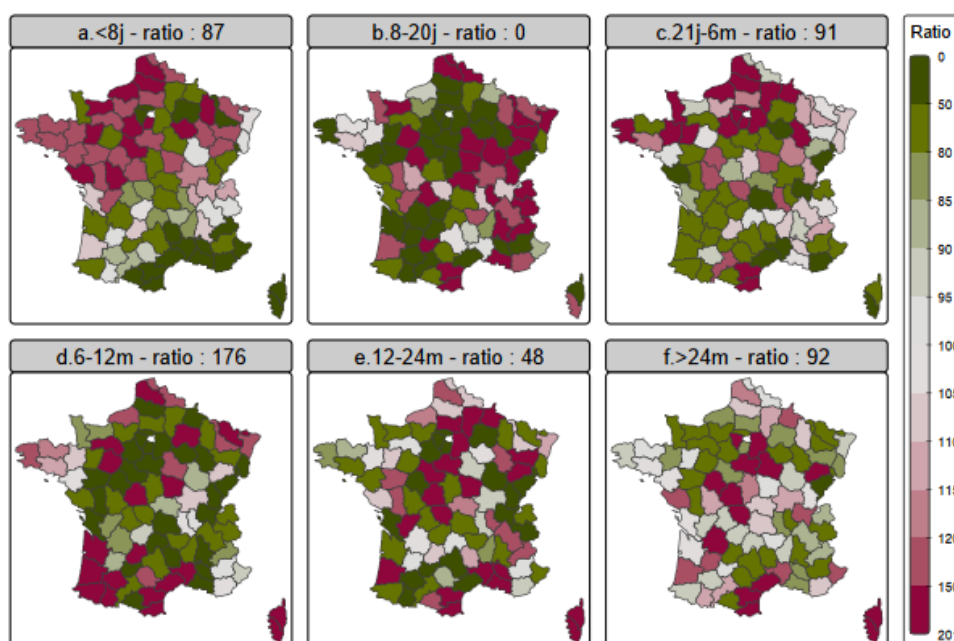 a.<8j - ratio : 87
b.8-20j - ratio : 0
c.21j-6m - ratio : 91
Ratio
0
50
80
85
90
95
100
105
110
115
120
150
201
d.6-12m - ratio : 176
e.12-24m - ratio : 48
f.>24m - ratio : 92